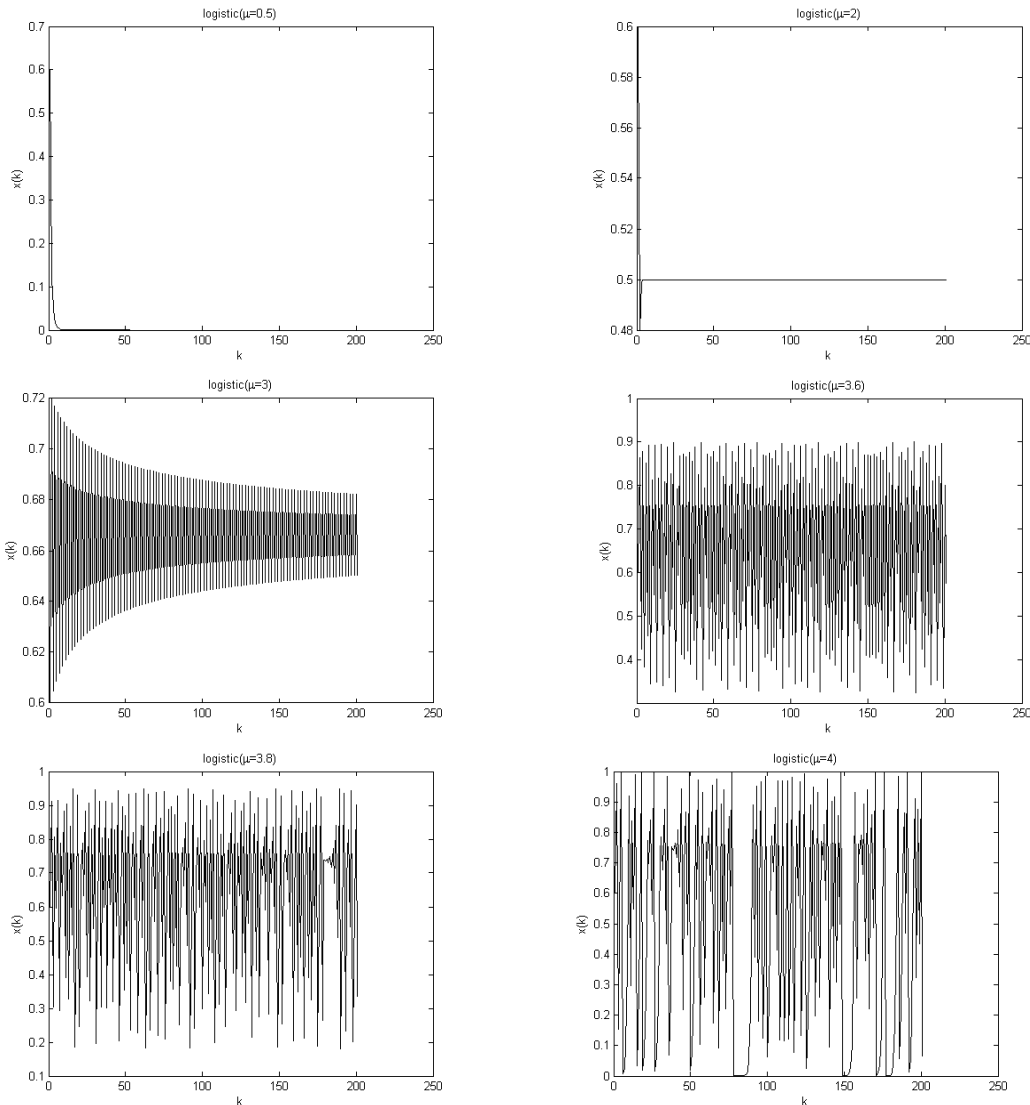 logistic(μ=0.5)
0.7
0.6
0.5
0.4
0.3
0.2
0.1
0
x(k)
0 50 100 150 200 250
k
logistic(μ=2)
0.6
0.58
0.56
0.54
0.52
0.5
0.48
x(k)
0 50 100 150 200 250
k
logistic(μ=3)
0.72
0.7
0.68
0.66
0.64
0.62
0.6
x(k)
0 50 100 150 200 250
k
logistic(μ=3.6)
1
0.9
0.8
0.7
0.6
0.5
0.4
x(k)
0 50 100 150 200 250
k
logistic(μ=3.8)
1
0.9
0.8
0.7
0.6
0.5
0.4
0.3
0.2
0.1
x(k)
0 50 100 150 200 250
k
logistic(μ=4)
1
0.9
0.8
0.7
0.6
0.5
0.4
0.3
0.2
0.1
0
x(k)
0 50 100 150 200 250
k